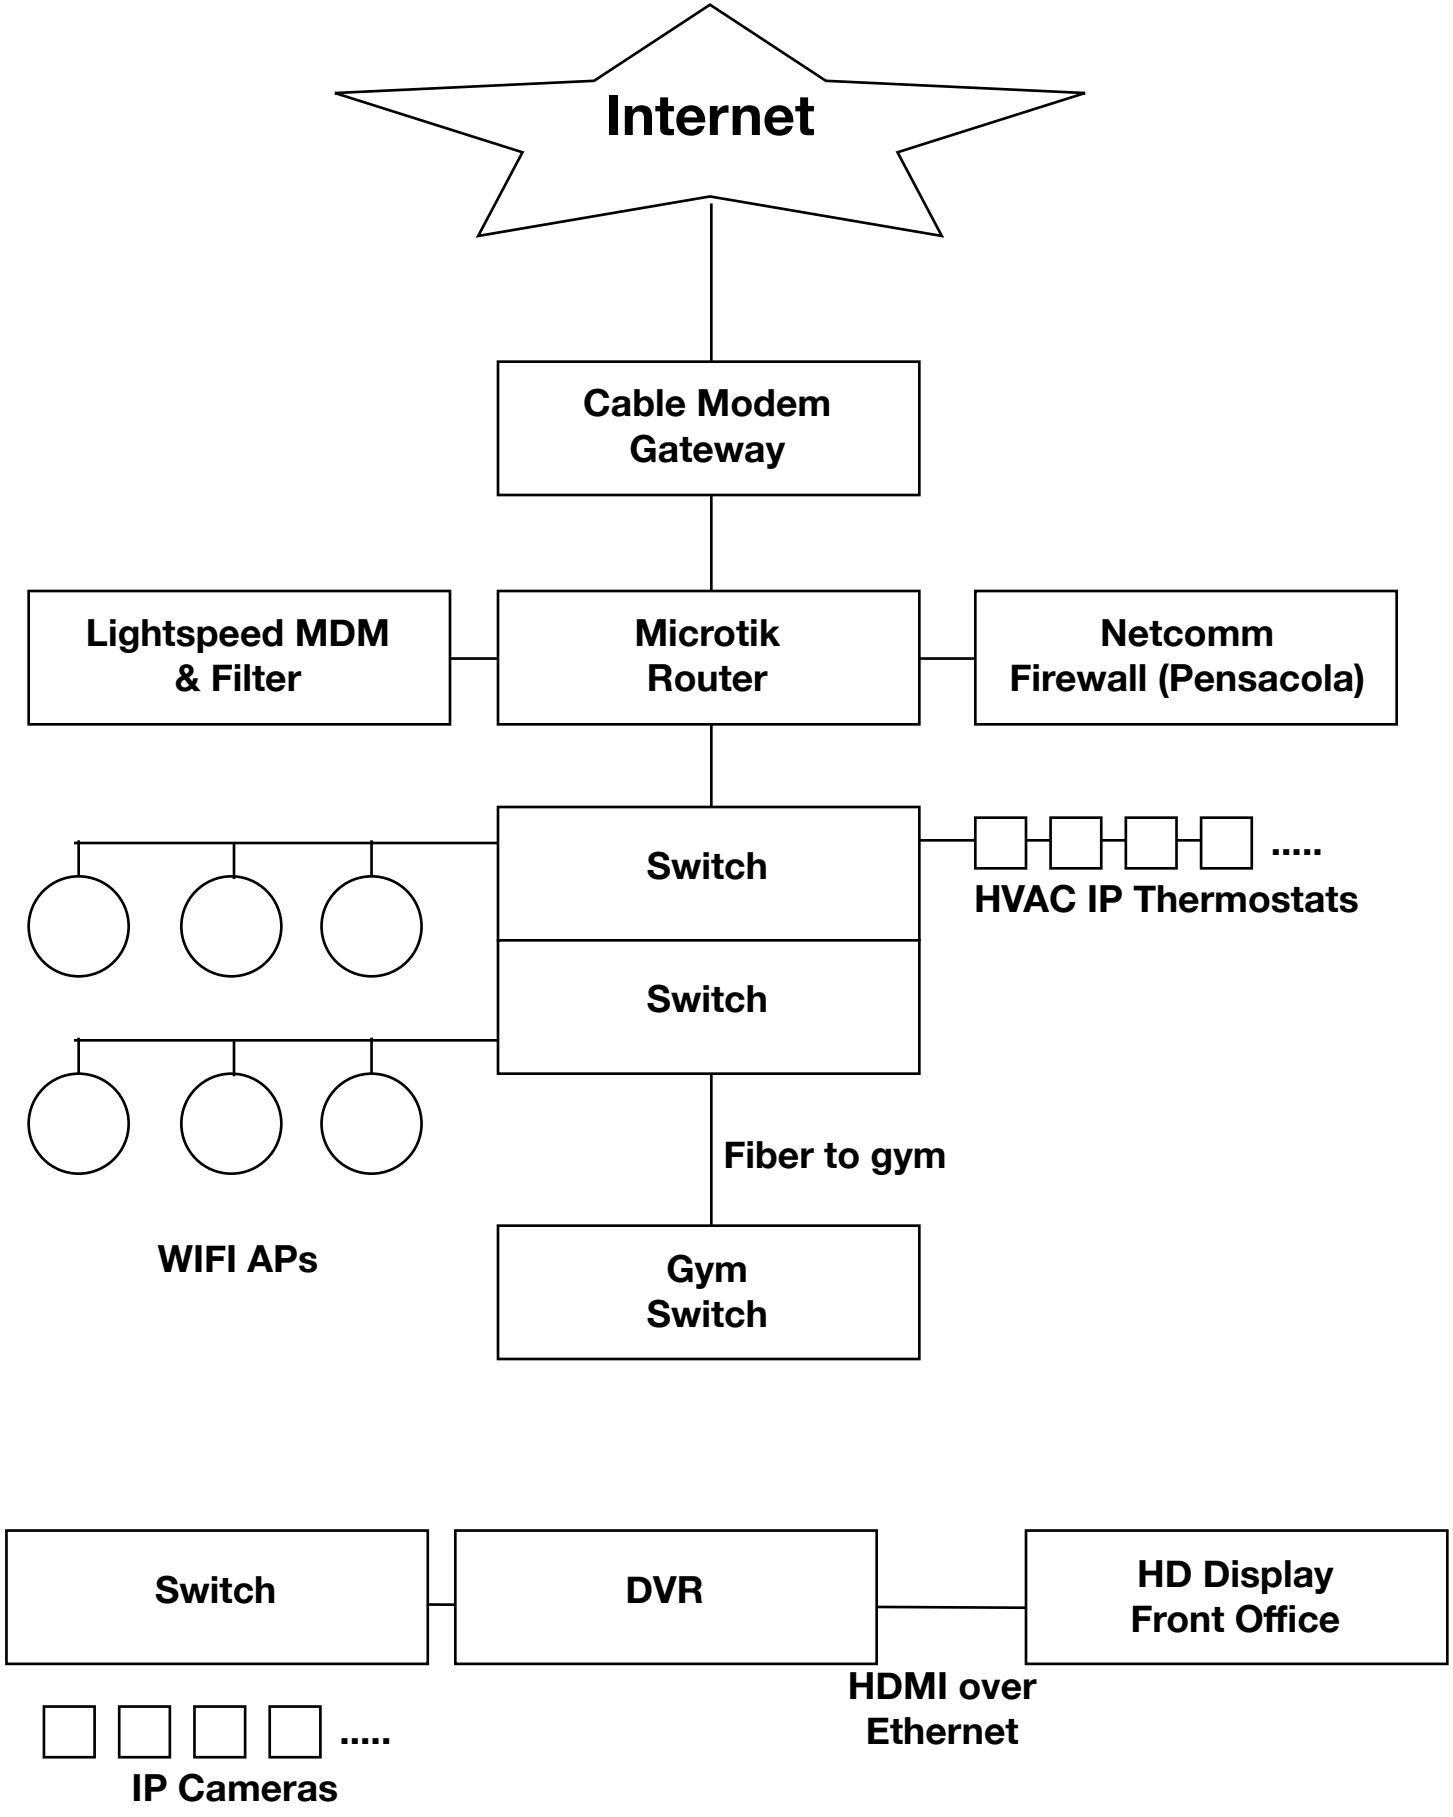 Internet
Cable Modem
Gateway
Lightspeed MDM
& Filter
Microtik
Router
Netcomm
Firewall (Pensacola)
Switch
.....
HVAC IP Thermostats
Switch
Fiber to gym
WIFI APs
Gym
Switch
Switch
DVR
HD Display
Front Office
HDMI over
Ethernet
.....
IP Cameras